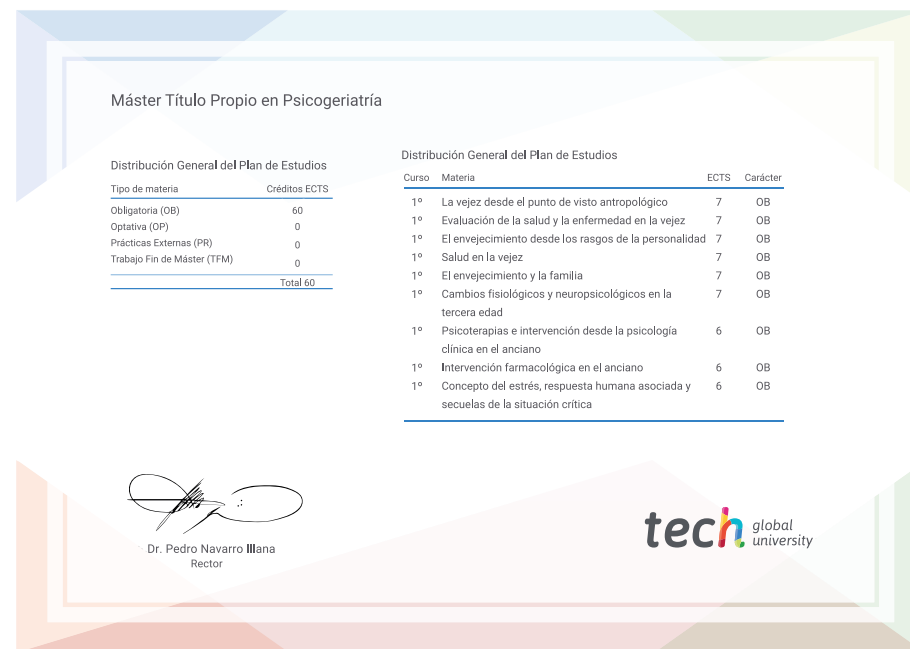 Máster Título Propio en Psicogeriatría
Distribución General del Plan de Estudios
Tipo de materia Créditos ECTS
Obligatoria (OB) 60
Optativa (OP) 0
Prácticas Externas (PR) 0
Trabajo Fin de Máster (TFM) 0
Total 60
Distribución General del Plan de Estudios
Curso Materia ECTS Carácter
1º La vejez desde el punto de visto antropológico 7 OB
1º Evaluación de la salud y la enfermedad en la vejez 7 OB
1º El envejecimiento desde los rasgos de la personalidad 7 OB
1º Salud en la vejez 7 OB
1º El envejecimiento y la familia 7 OB
1º Cambios fisiológicos y neuropsicológicos en la 7 OB
tercera edad
1º Psicoterapias e intervención desde la psicología 6 OB
clínica en el anciano
1º Intervención farmacológica en el anciano 6 OB
1º Concepto del estrés, respuesta humana asociada y 6 OB
secuelas de la situación crítica
Dr. Pedro Navarro Illana
Rector
tech global
university